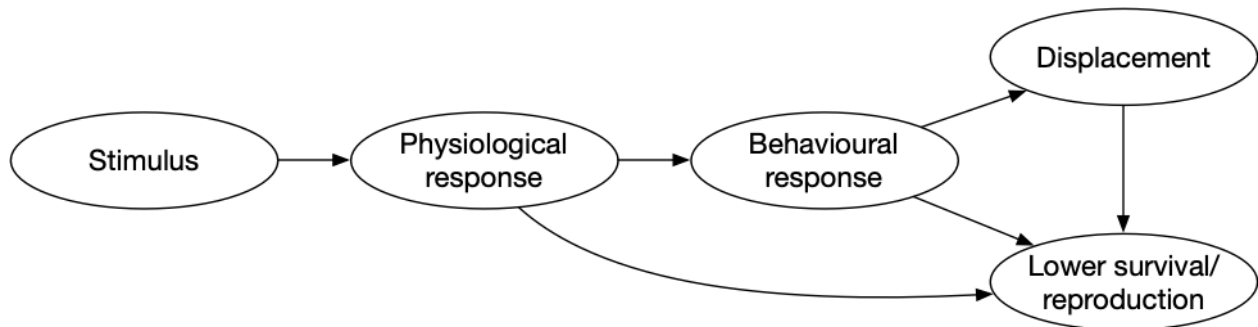 Displacement
Stimulus
Physiological
response
Behavioural
response
Lower survival/
reproduction